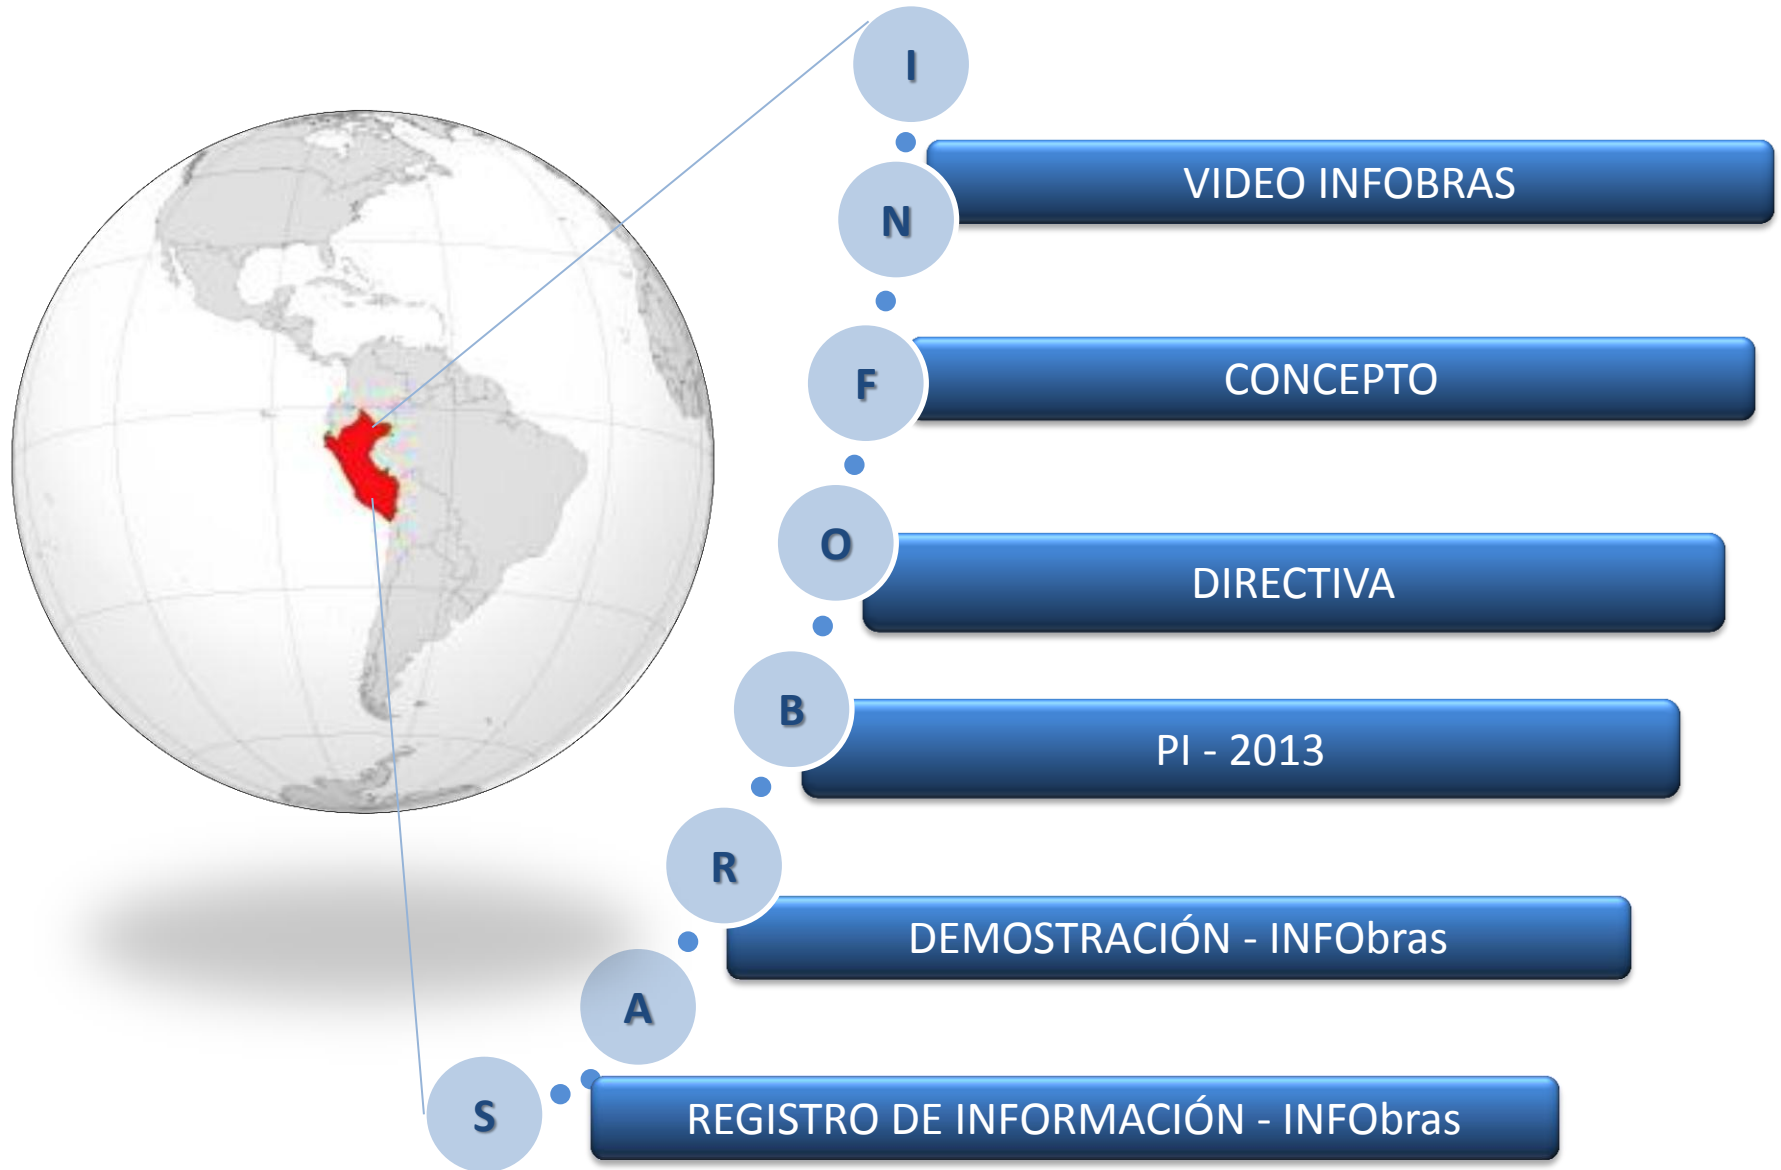 I
VIDEO INFOBRAS
N
CONCEPTO
F
DIRECTIVA
O
PI - 2013
B
R
DEMOSTRACIÓN - INFObras
A
REGISTRO DE INFORMACIÓN - INFObras
S